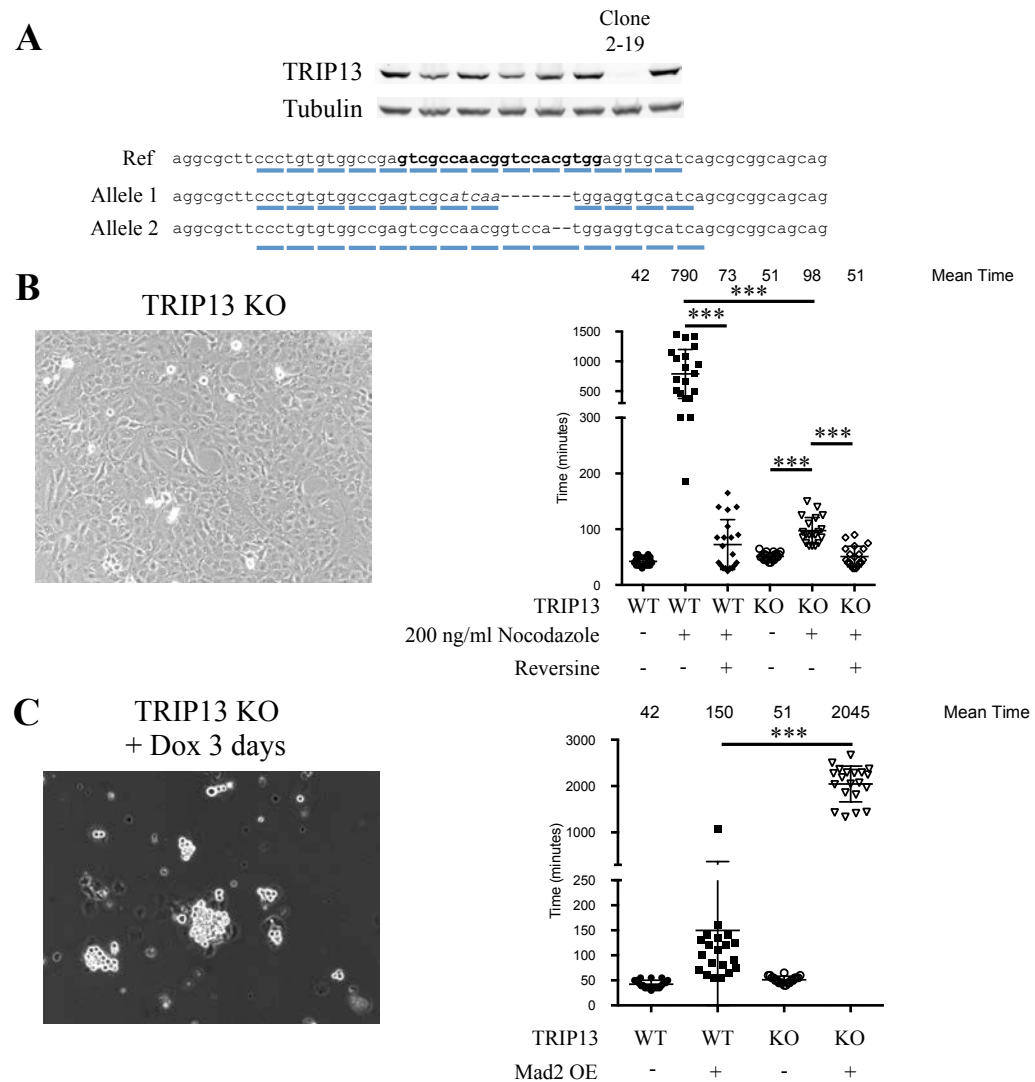 A
Clone
2-19
TRIP13
Tubulin
Ref aggcgcttccctgtgtggccgagtcgccaacggtccacgtggaggtgcatcagcgcggcagcag
Allele 1 aggcgcttccctgtgtggccgagtcgcatcaa-------tggaggtgcatcagcgcggcagcag
Allele 2 aggcgcttccctgtgtggccgagtcgccaacggtcca--tggaggtgcatcagcgcggcagcag
B
TRIP13 KO
42 790 73 51 98 51 Mean Time
***
***
***
***
1500
1000
500
300
200
100
0
Time (minutes)
TRIP13 WT WT WT KO KO KO
200 ng/ml Nocodazole - + + - + +
Reversine - - + - - +
C
TRIP13 KO
+ Dox 3 days
42 150 51 2045 Mean Time
***
3000
2000
1000
250
200
150
100
50
0
Time (minutes)
TRIP13 WT WT KO KO
Mad2 OE - + - +